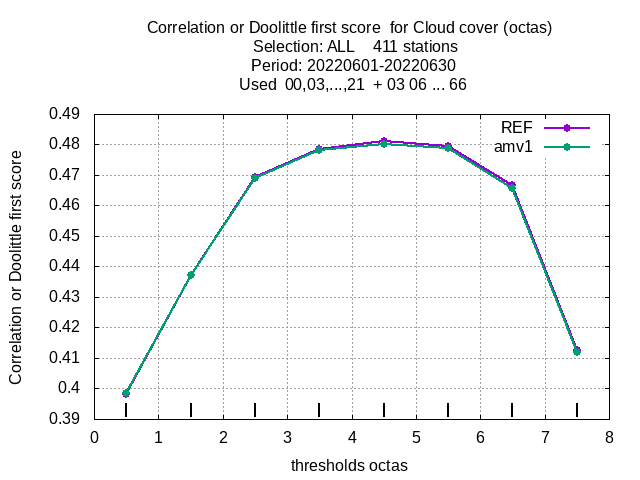 Correlation or Doolittle first score  for Cloud cover (octas)
Selection: ALL    411 stations
Period: 20220601-20220630
Used  00,03,...,21  + 03 06 ... 66
0.49
REF
0.48
amv1
0.47
0.46
0.45
0.44
0.43
0.42
0.41
0.4
0.39
Correlation or Doolittle first score
0 1 2 3 4 5 6 7 8
thresholds octas